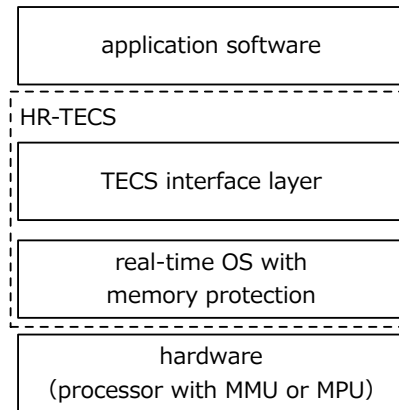 application software
HR-TECS
TECS interface layer
real-time OS with
memory protection
hardware
（processor with MMU or MPU）